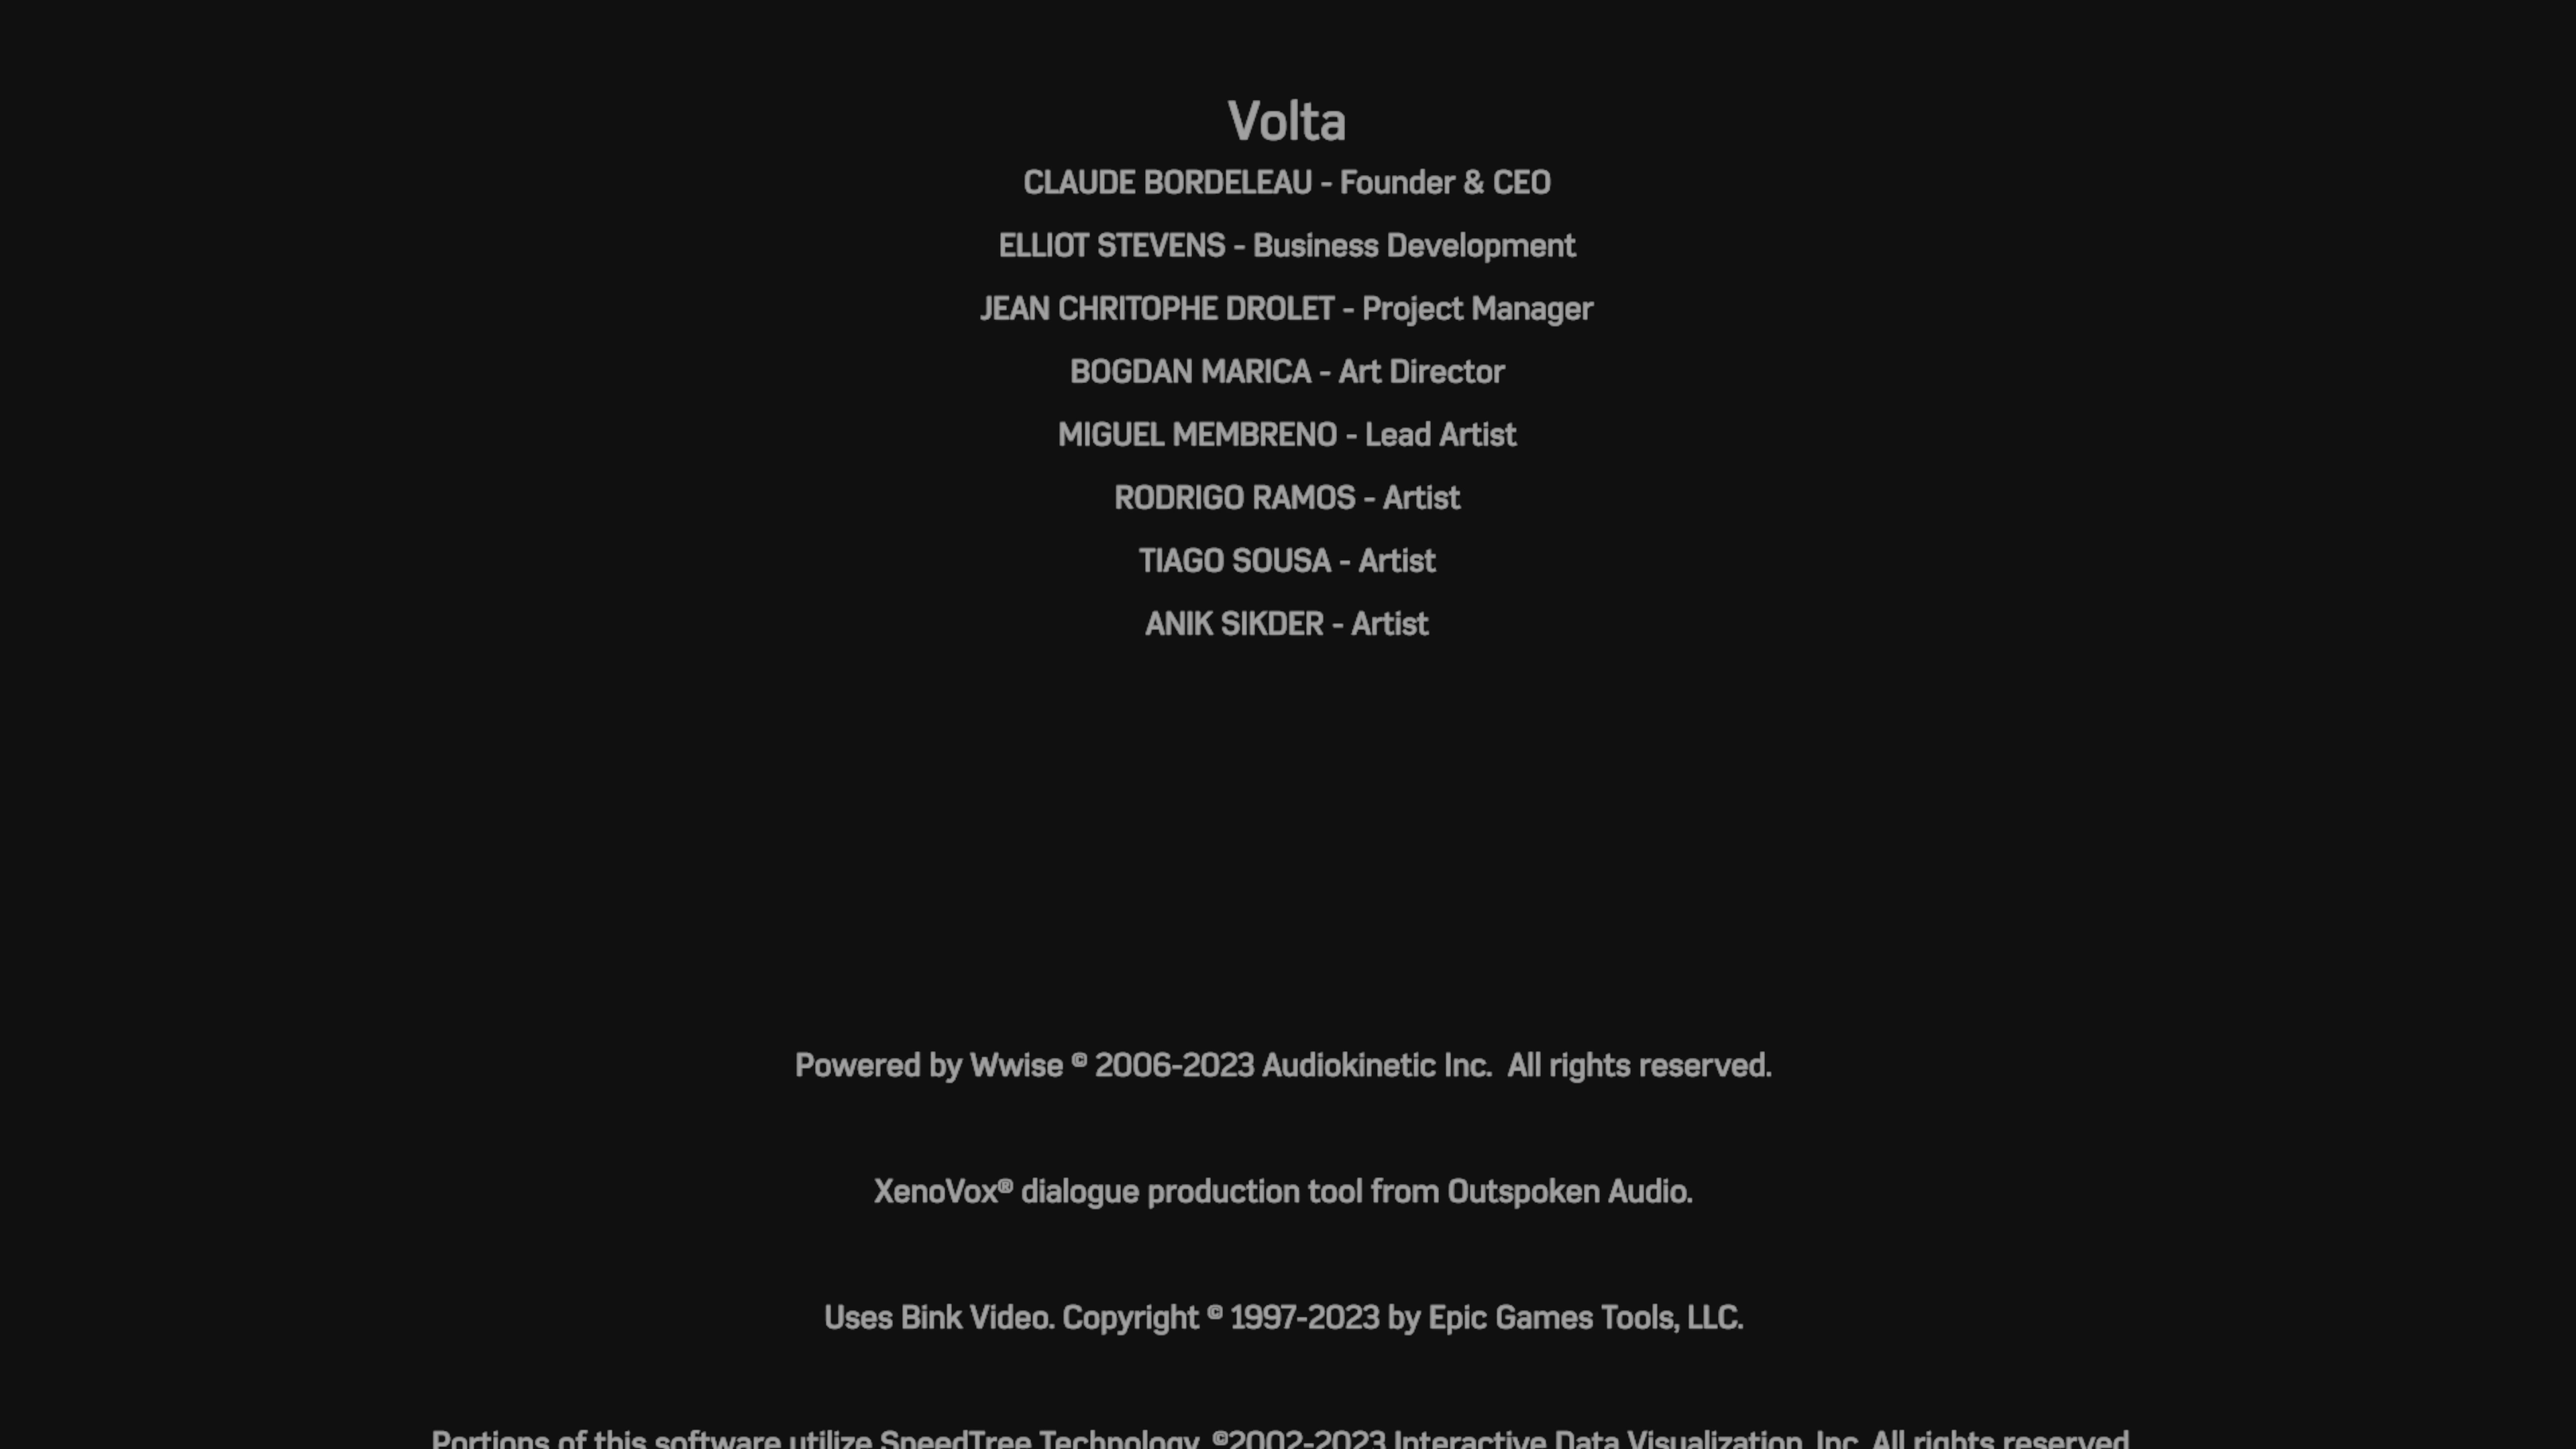 Volta
CLAUDE BORDELEAU - Founder & CEO
ELLIOT STEVENS - Business Development
JEAN CHRITOPHE DROLET - Project Manager
BOGDAN MARICA - Art Director
MIGUEL MEMBRENO - Lead Artist
RODRIGO RAMOS - Artist
TIAGO SOUSA - Artist
ANIK SIKDER - Artist
Powered by Wwise © 2006-2023 Audiokinetic Inc.  All rights reserved.
XenoVox® dialogue production tool from Outspoken Audio.
Uses Bink Video. Copyright © 1997-2023 by Epic Games Tools, LLC.
Portions of this software utilize SpeedTree Technology. ©2002-2023 Interactive Data Visualization, Inc. All rights reserved.